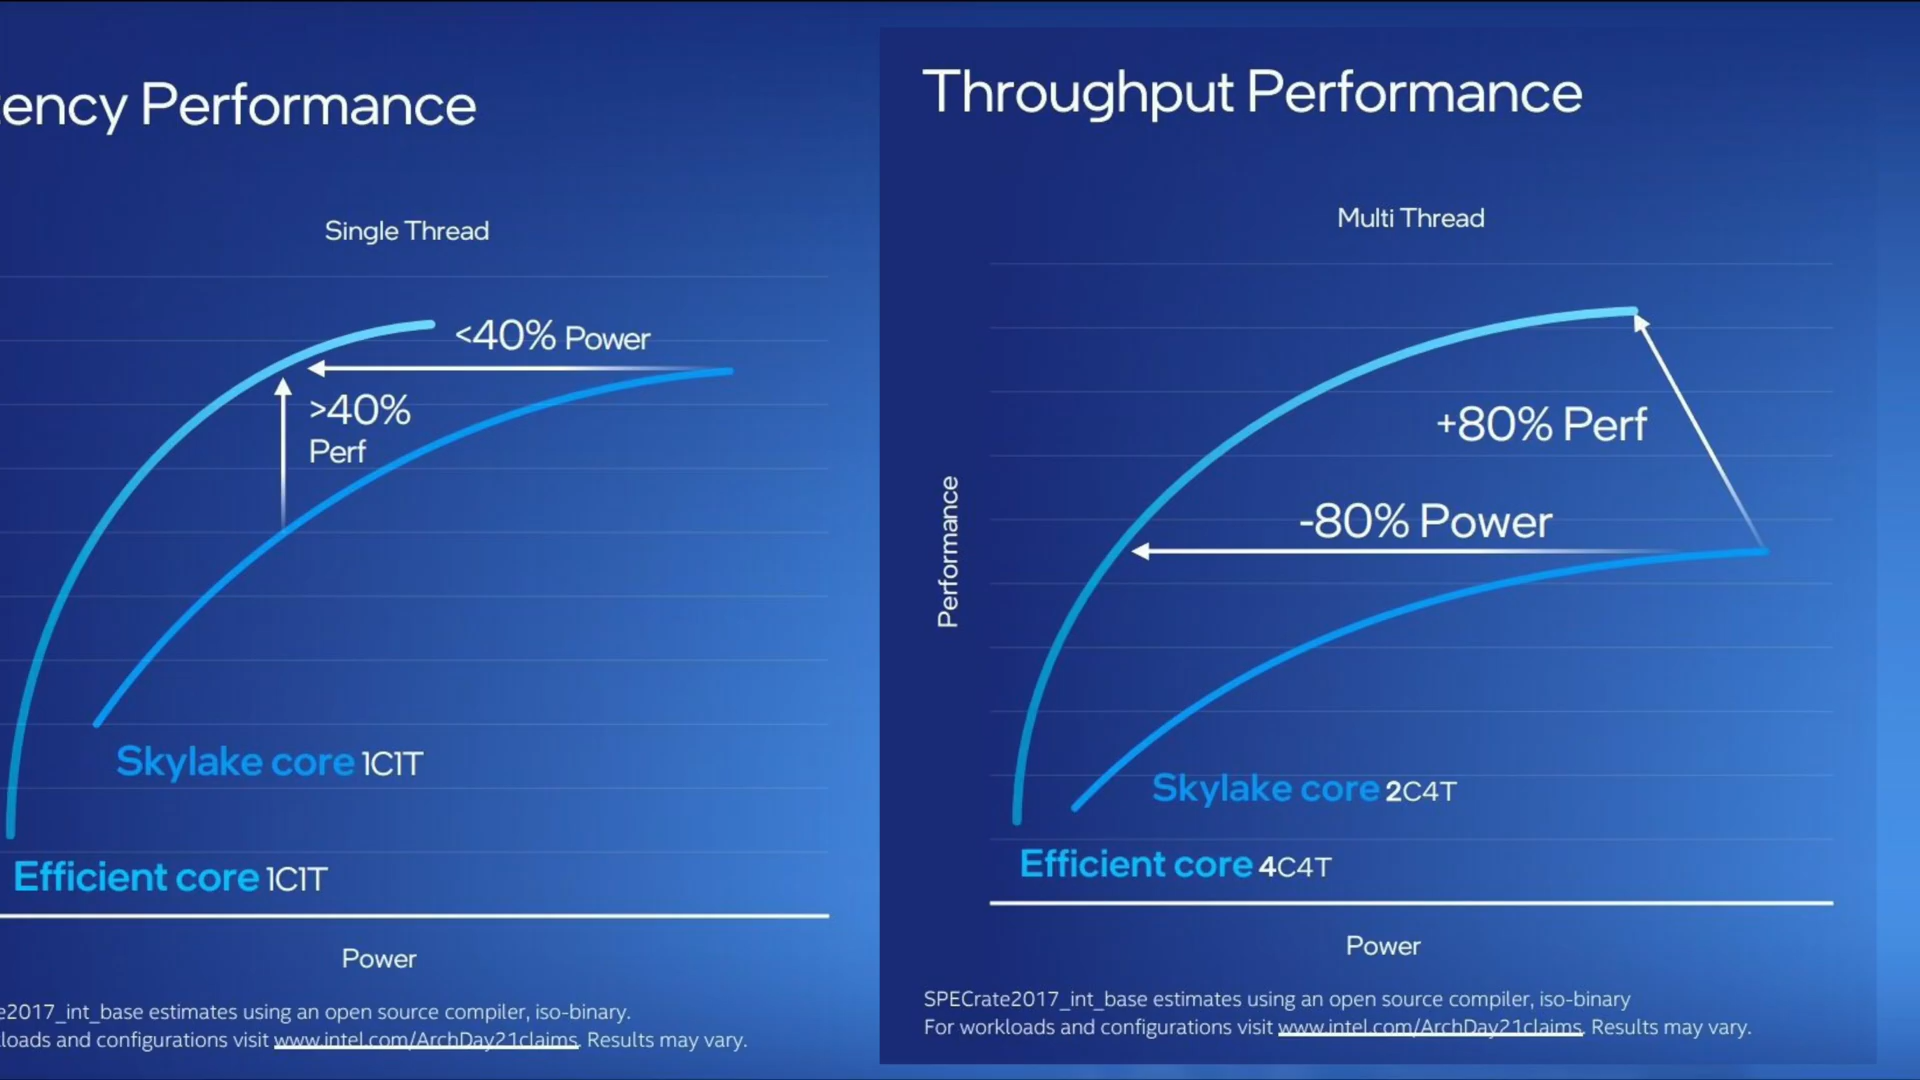 tency Performance
Single Thread
<40% Power
>40%
Perf
Skylake core 1C1T
Efficient core 1C1T
Power
e2017_int_base estimates using an open source compiler, iso-binary.
loads and configurations visit www.intel.com/ArchDay21claims. Results may vary.
Throughput Performance
Multi Thread
+80% Perf
-80% Power
Performance
Skylake core 2C4T
Efficient core 4C4T
Power
SPECrate2017_int_base estimates using an open source compiler, iso-binary
For workloads and configurations visit www.intel.com/ArchDay21claims. Results may vary.